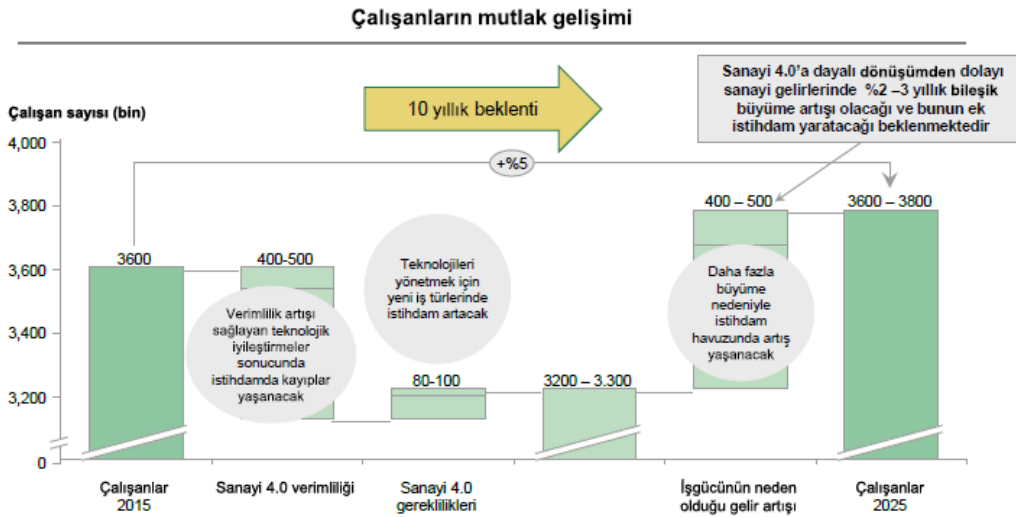 Çalışanların mutlak gelişimi
Sanayi 4.0'a dayalı dönüşümden dolayı
sanayi gelirlerinde %2 –3 yıllık bileşik
büyüme artışı olacağı ve bunun ek
istihdam yaratacağı beklenmektedir
10 yıllık beklenti
Çalışan sayısı (bin)
4,000
+%5
3,800
400 – 500
3600 – 3800
3,600
3600
400-500
Teknolojileri
yönetmek için
yeni iş türlerinde
istihdam artacak
Daha fazla
büyüme
nedeniyle
istihdam
havuzunda artış
yaşanacak
Verimlilik artışı
sağlayan teknolojik
iyileştirmeler
sonucunda
istihdamda kayıplar
yaşanacak
3,400
80-100
3200 – 3.300
3,200
0
Çalışanlar
2015
Sanayi 4.0 verimliliği
Sanayi 4.0
gereklilikleri
İşgücünün neden
olduğu gelir artışı
Çalışanlar
2025